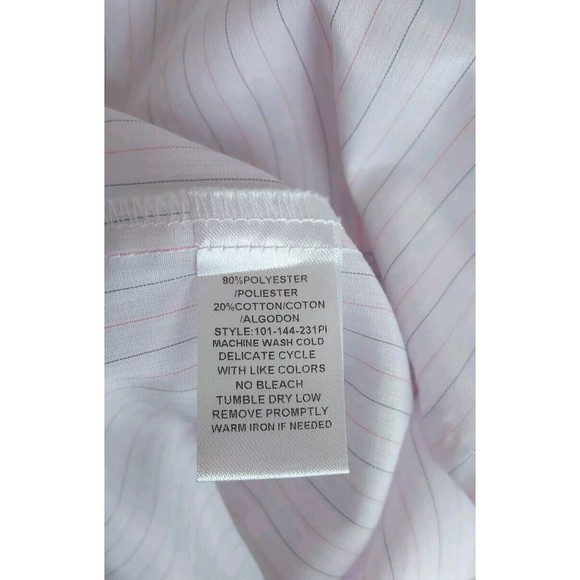 80%POLYESTER
/POLIESTER
20%COTTON/COTON
/ALGODON
STYLE:101-144-231PI
MACHINE WASH COLD
DELICATE CYCLE
WITH LIKE COLORS
NO BLEACH
TUMBLE DRY LOW
REMOVE PROMPTLY
WARM IRON IF NEEDED